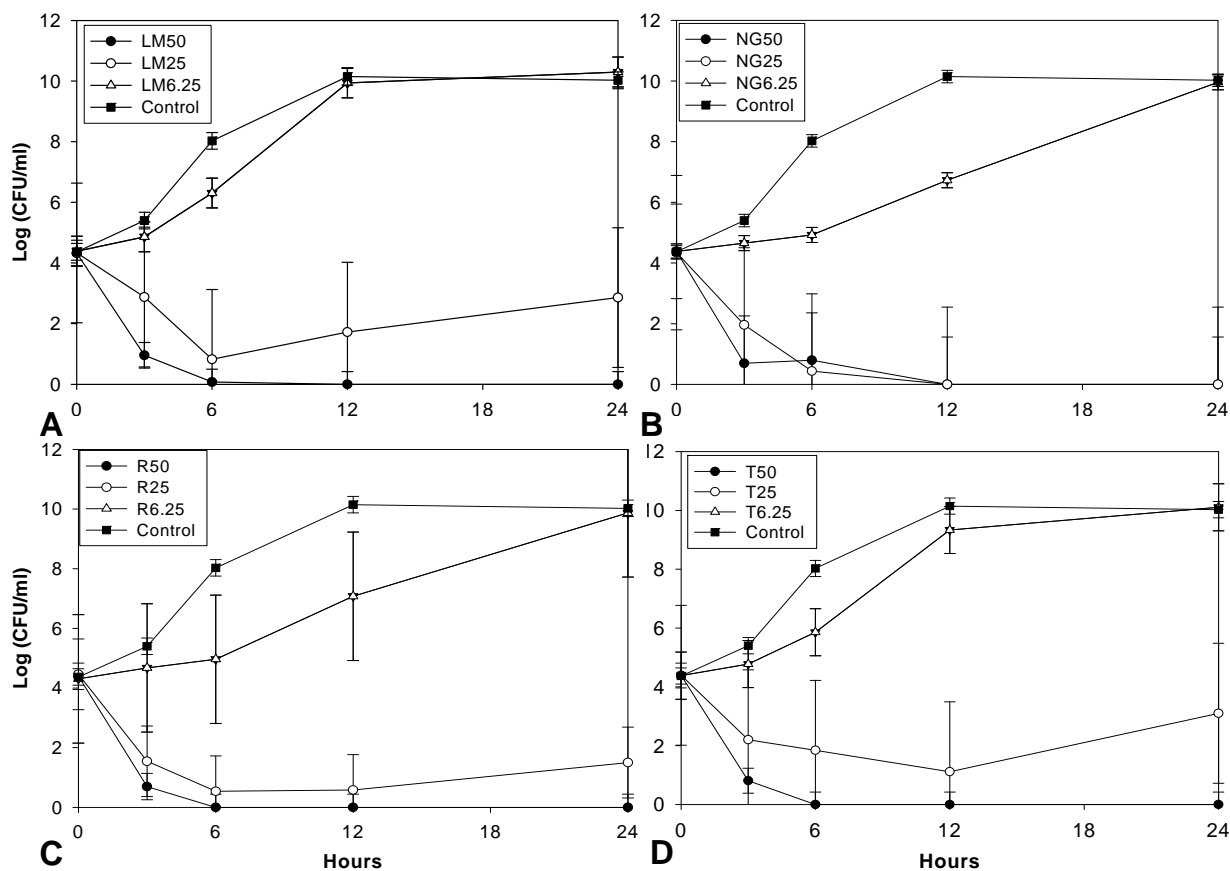 12
10
8
6
4
2
0
Log (CFU/ml)
LM50
LM25
LM6.25
Control
0 6 12 18 24
A
12
10
8
6
4
2
0
NG50
NG25
NG6.25
Control
0 6 12 18 24
B
12
10
8
6
4
2
0
Log (CFU/ml)
R50
R25
R6.25
Control
0 6 12 18 24
C
Hours
12
10
8
6
4
2
0
T50
T25
T6.25
Control
0 6 12 18 24
D
Hours